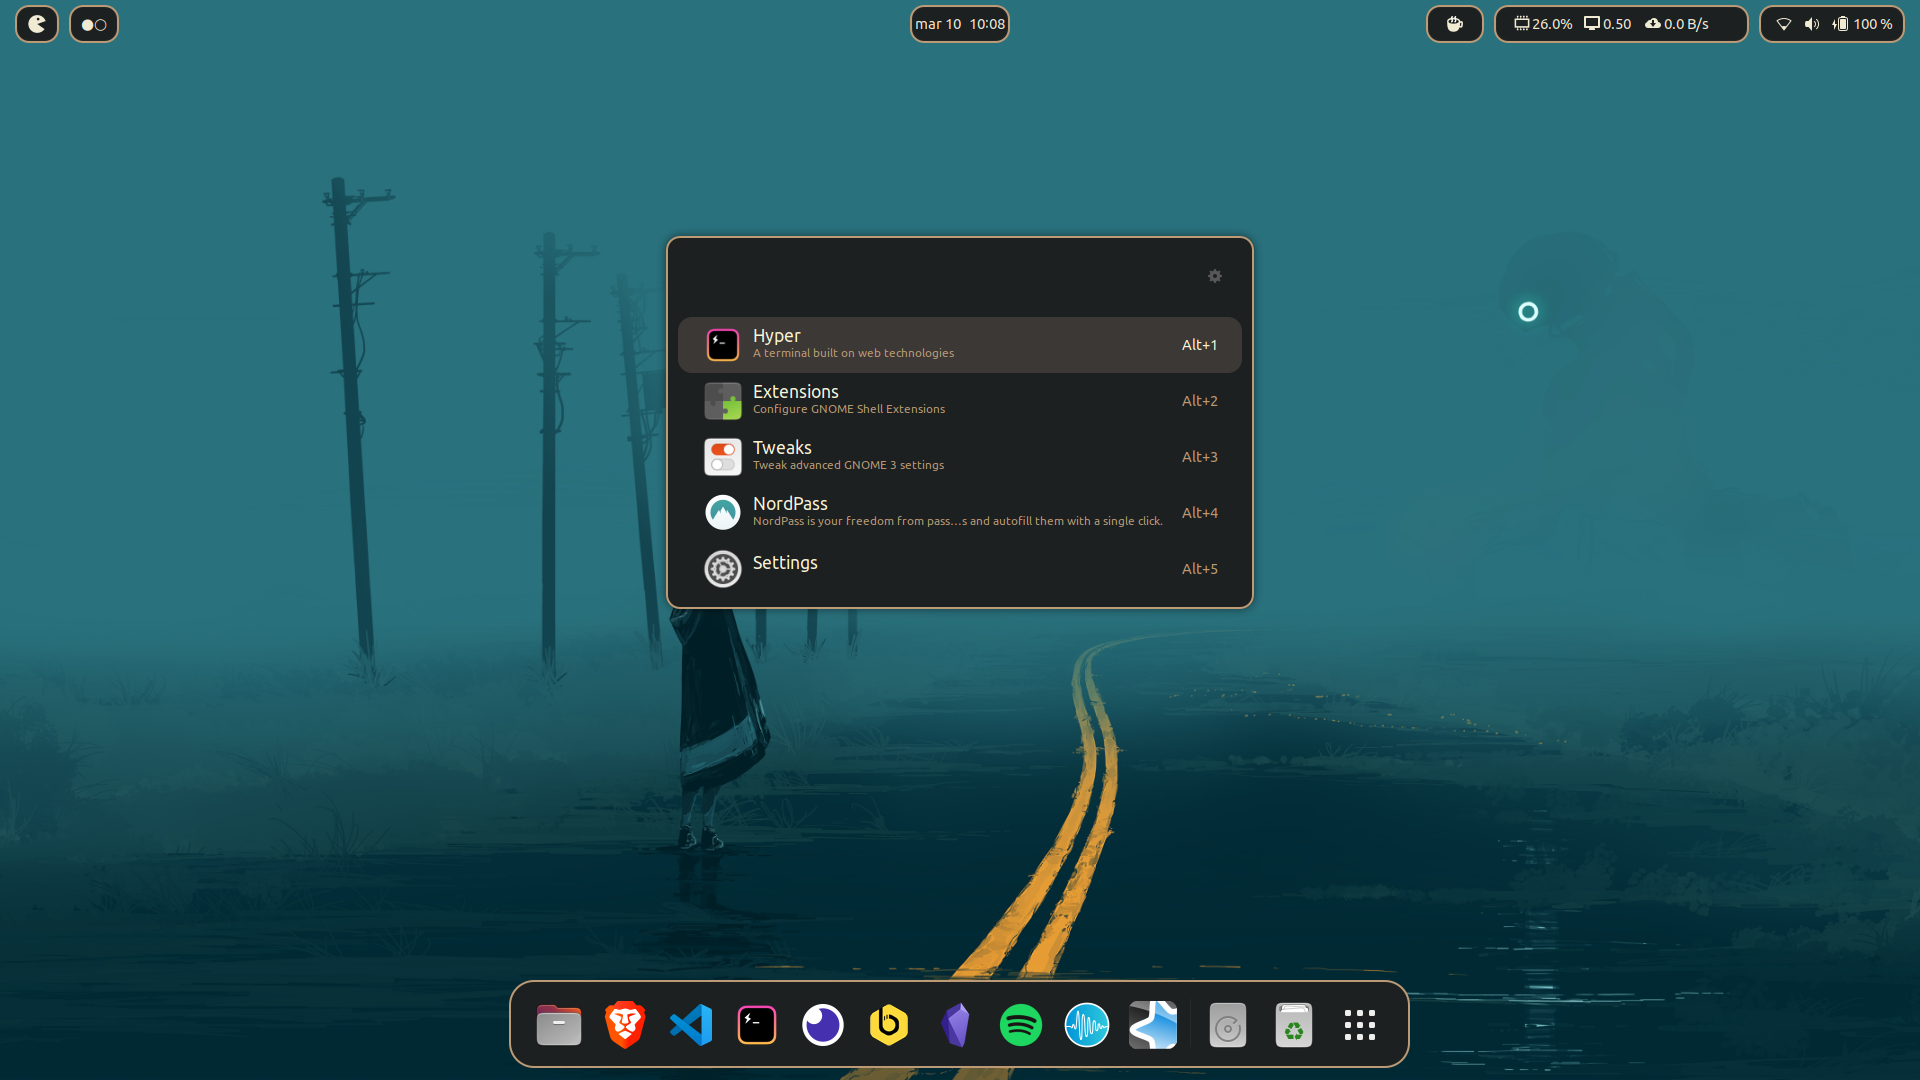 mar 10 10:08
26.0% 0.50 0.0 B/s
100 %
Hyper
A terminal built on web technologies
Alt+1
Extensions
Configure GNOME Shell Extensions
Alt+2
Tweaks
Tweak advanced GNOME 3 settings
Alt+3
NordPass
NordPass is your freedom from pass…s and autofill them with a single click.
Alt+4
Settings
Alt+5